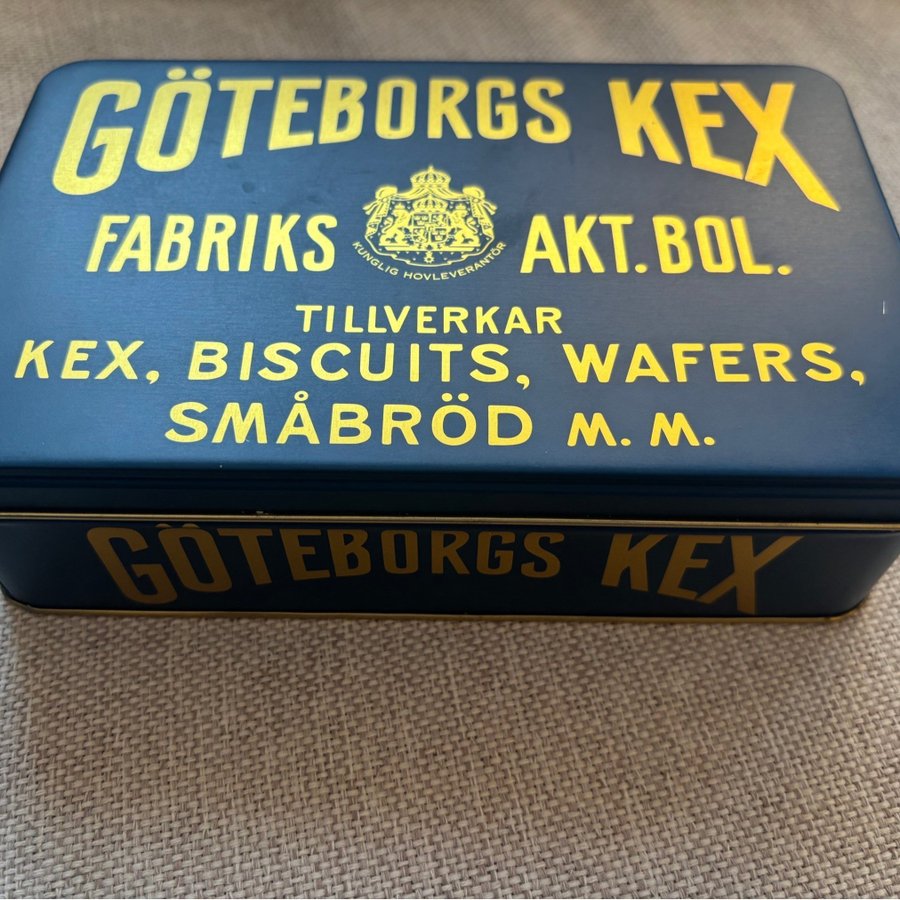 GÖTEBORGS KEX
FABRIKS AKT. BOL.
KUNGLIG HOVLEVERANTÖR
TILLVERKAR
KEX, BISCUITS, WAFERS,
SMÅBRÖD M. M.
GÖTEBORGS KEX